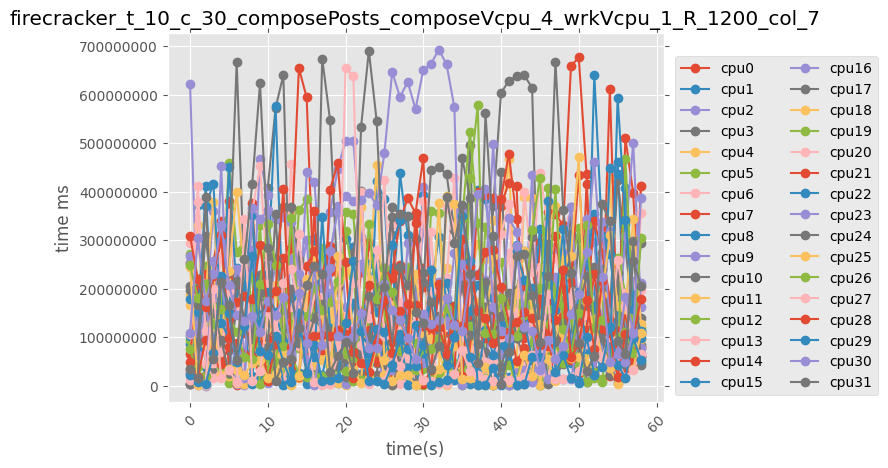 firecracker_t_10_c_30_composePosts_composeVcpu_4_wrkVcpu_1_R_1200_col_7
time ms
700000000
600000000
500000000
400000000
300000000
200000000
100000000
0
0
10
20
30
40
50
60
time(s)
cpu0
cpu1
cpu2
cpu3
cpu4
cpu5
cpu6
cpu7
cpu8
cpu9
cpu10
cpu11
cpu12
cpu13
cpu14
cpu15
cpu16
cpu17
cpu18
cpu19
cpu20
cpu21
cpu22
cpu23
cpu24
cpu25
cpu26
cpu27
cpu28
cpu29
cpu30
cpu31